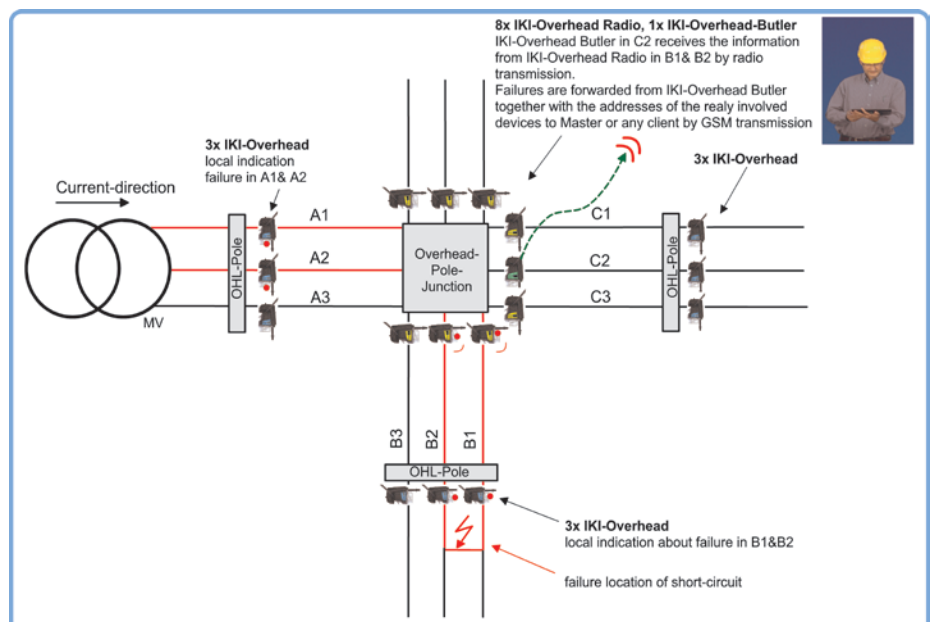 8x IKI-Overhead Radio, 1x IKI-Overhead-Butler
IKI-Overhead Butler in C2 receives the information
from IKI-Overhead Radio in B1& B2 by radio
transmission.
Failures are forwarded from IKI-Overhead Butler
together with the addresses of the realy involved
devices to Master or any client by GSM transmission
3x IKI-Overhead
local indication
failure in A1& A2
3x IKI-Overhead
Current-direction
A1
A2
A3
MV
OHL-Pole
Overhead-
Pole-
Junction
C1
C2
C3
OHL-Pole
B3
B2
B1
OHL-Pole
3x IKI-Overhead
local indication about failure in B1&B2
failure location of short-circuit